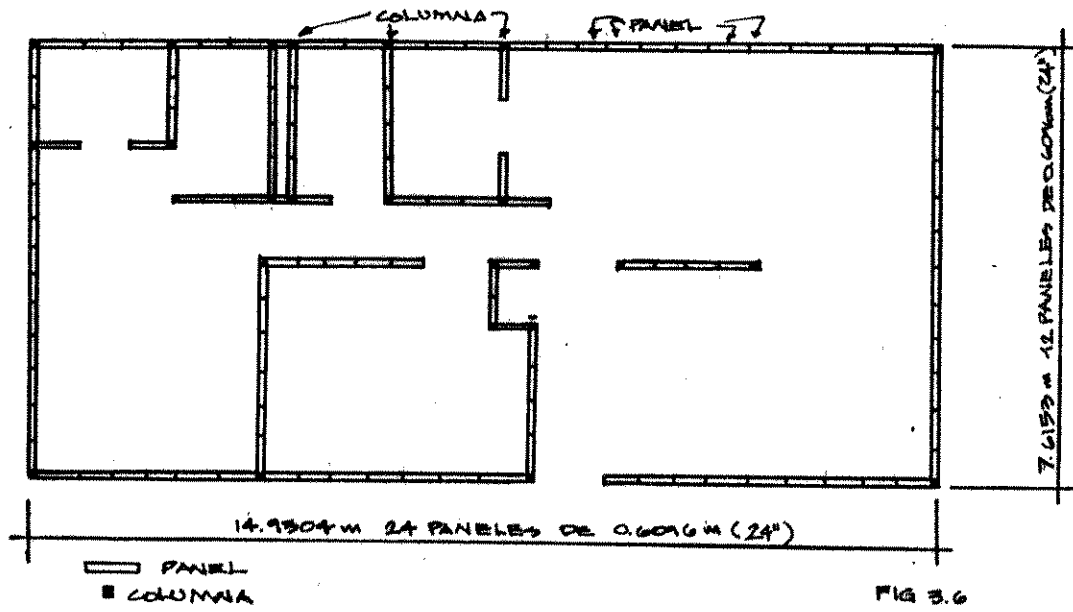 COLUMNA
PANEL
7.6153 m 12 PANELES DE 0.6096m (24")
14.9304 m 24 PANELES DE 0.6096 m (24")
PANEL
COLUMNA
FIG 3.6